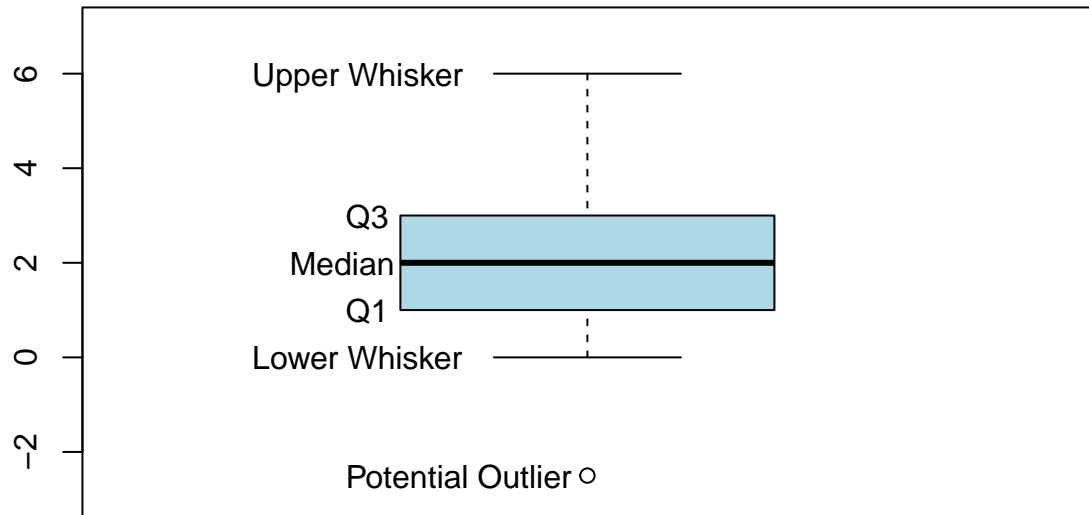 6
Upper Whisker
4
Q3
2
Median
Q1
0
Lower Whisker
−2
Potential Outlier